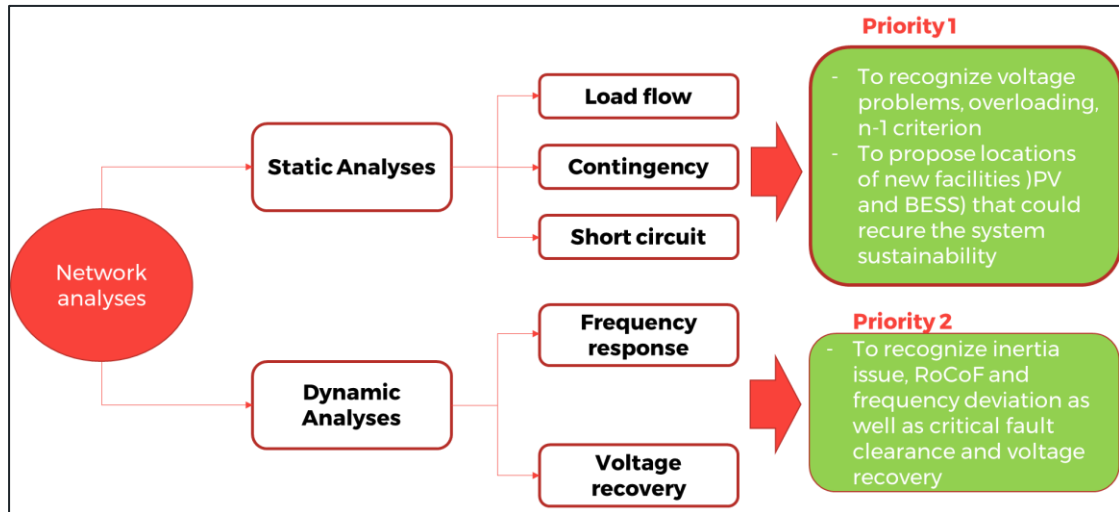 Network
analyses
Static Analyses
Load flow
Contingency
Short circuit
Priority 1
- To recognize voltage
problems, overloading,
n-1 criterion
- To propose locations
of new facilities )PV
and BESS) that could
recure the system
sustainability
Dynamic
Analyses
Frequency
response
Voltage
recovery
Priority 2
- To recognize inertia
issue, RoCoF and
frequency deviation as
well as critical fault
clearance and voltage
recovery